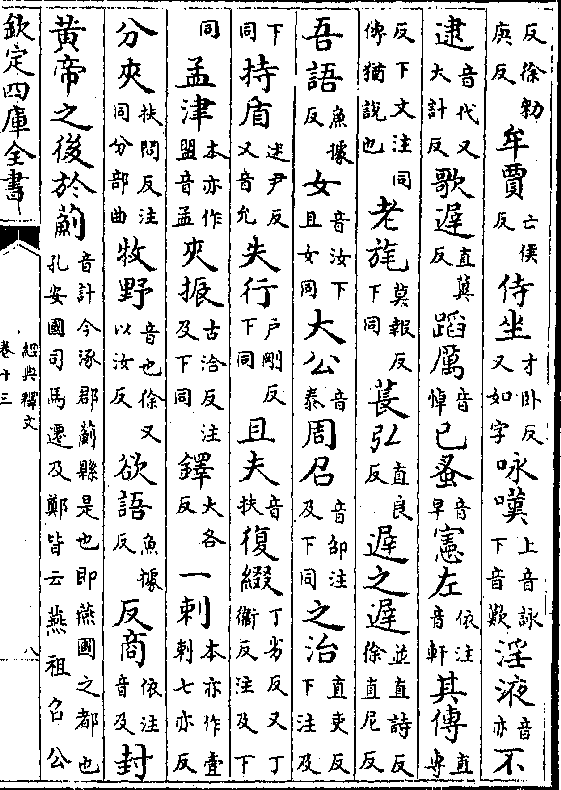 反徐勑庾反牟賈亡侯反侍坐才卧反又如字咏嘆上音詠下音歎淫液音亦不
逮音代又大計反歌遲直冀反蹈厲音悼已蚤音早憲左依注音軒其傳直專
反下文注同傳猶說也老旄莫報反下同萇弘直良反遲之遲並直詩反徐直尼反
吾語魚據反女音汝下且女同大公音泰周召音邵注及下同之治直吏反下注及
下同持盾述尹反又音允失行戶剛反下同且夫音扶復綴丁劣反又丁衛反注及下
同孟津本亦作盟音孟夾振古洽反注及下同鐸大各反一刺本亦作壹刺七亦反
分夾扶問反注同分部曲牧野音也徐又以汝反欲語魚據反反商依注音及封
黃帝之後於薊音計今涿郡薊縣是也即燕國之都也孔安國司馬遷及鄭皆云燕祖召公
欽定四庫全書
經典釋文
卷十三
八